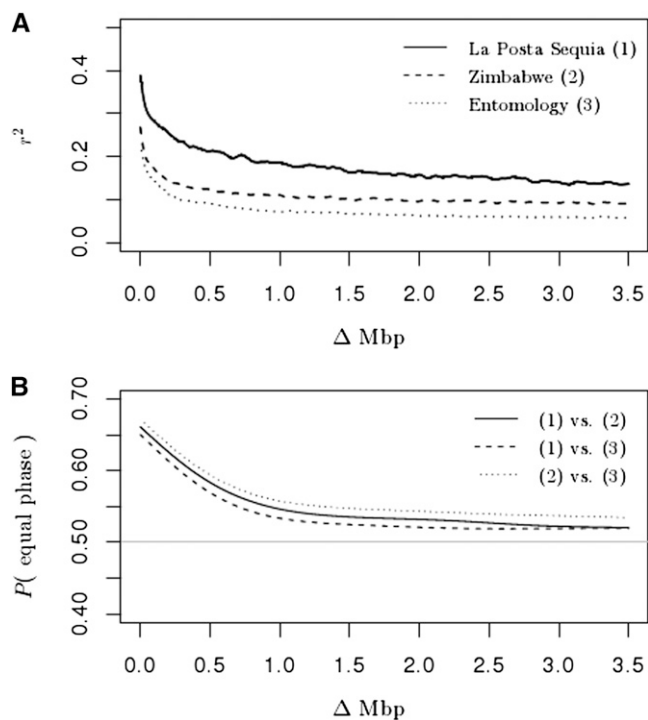 A
La Posta Sequia (1)
Zimbabwe (2)
Entomology (3)
r²
0.4
0.2
0.0
0.0 0.5 1.0 1.5 2.0 2.5 3.0 3.5
Δ Mbp
B
(1) vs. (2)
(1) vs. (3)
(2) vs. (3)
P( equal phase )
0.70
0.60
0.50
0.40
0.0 0.5 1.0 1.5 2.0 2.5 3.0 3.5
Δ Mbp